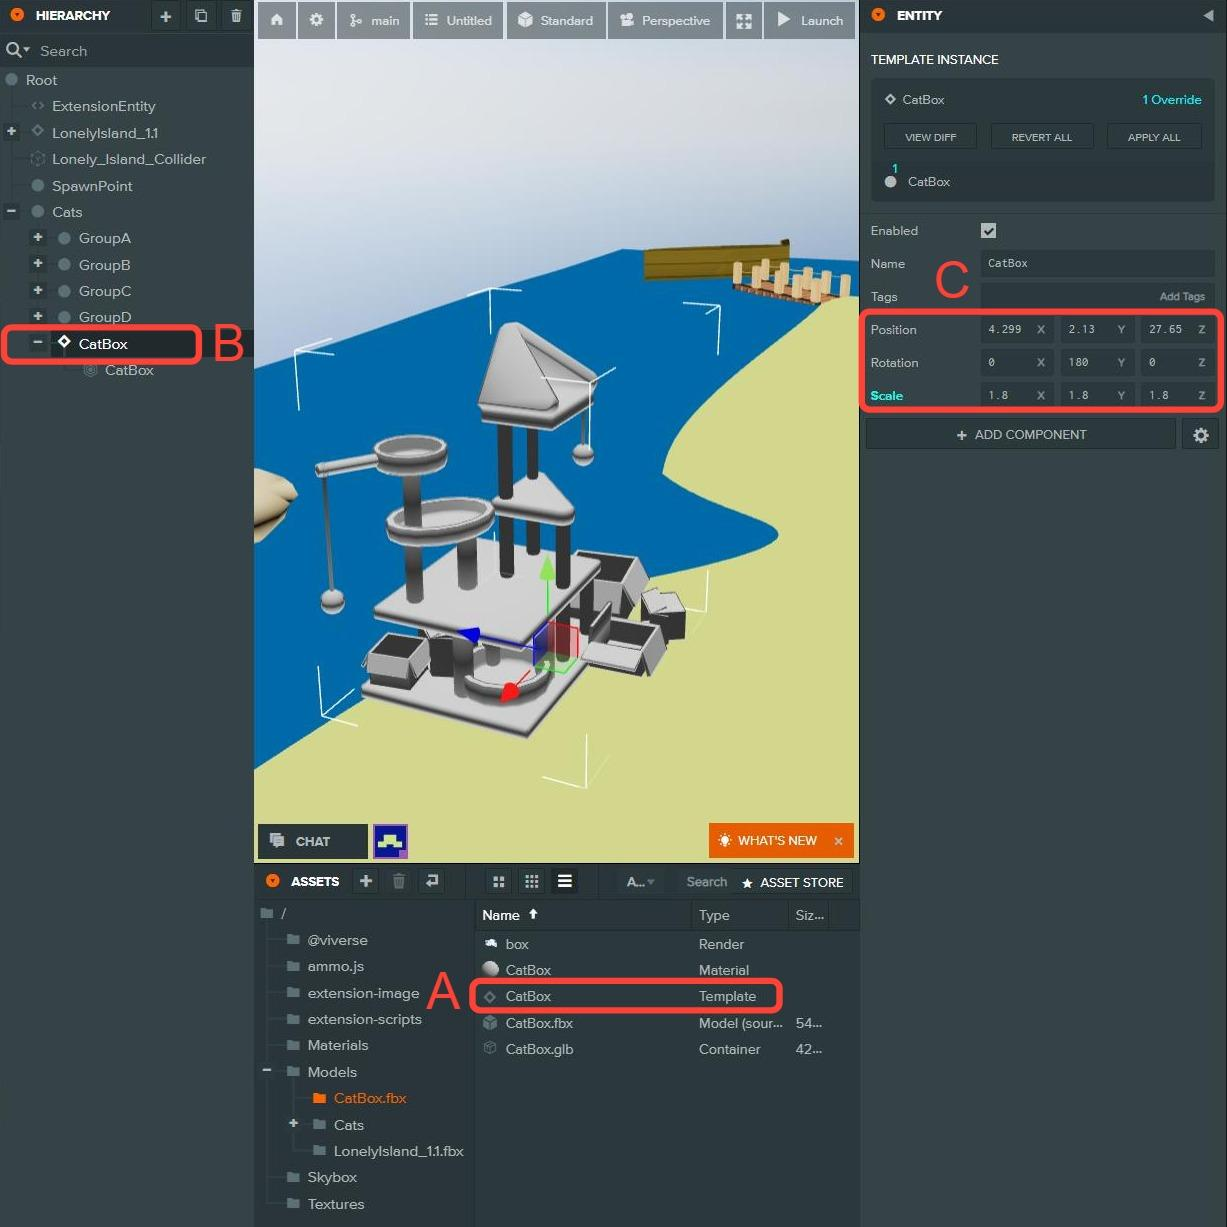 HIERARCHY
Search
Root
ExtensionEntity
LonelyIsland_1.1
Lonely_Island_Collider
SpawnPoint
Cats
GroupA
GroupB
GroupC
GroupD
CatBox
B
CatBox
main
Untitled
Standard
Perspective
Launch
CHAT
WHAT'S NEW
ENTITY
TEMPLATE INSTANCE
CatBox 1 Override
VIEW DIFF REVERT ALL APPLY ALL
1
CatBox
Enabled
Name CatBox
C
Tags Add Tags
Position 4.299 X 2.13 Y 27.65 Z
Rotation 0 X 180 Y 0 Z
Scale 1.8 X 1.8 Y 1.8 Z
+ ADD COMPONENT
ASSETS
A...
Search
ASSET STORE
/
@viverse
ammo.js
extension-image
extension-scripts
Materials
Models
CatBox.fbx
Cats
LonelyIsland_1.1.fbx
Skybox
Textures
Name Type Siz...
box Render
CatBox Material
A
CatBox Template
CatBox.fbx Model (sour... 54...
CatBox.glb Container 42...